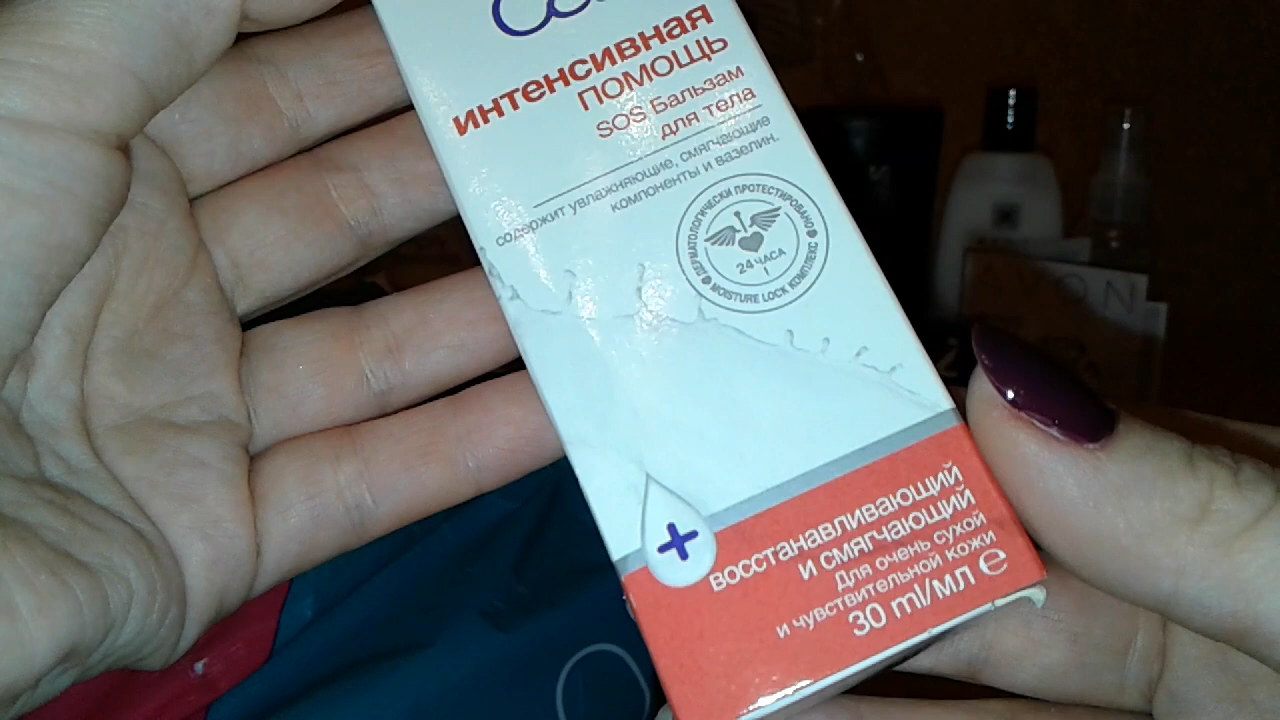 интенсивная
помощь
SOS Бальзам
для тела
содержит увлажняющие, смягчающие
компоненты и вазелин.
ДЕРМАТОЛОГИЧЕСКИ ПРОТЕСТИРОВАНО
24 ЧАСА
MOISTURE LOCK КОМПЛЕКС
восстанавливающий
и смягчающий
Для очень сухой
и чувствительной кожи
30 ml/мл e